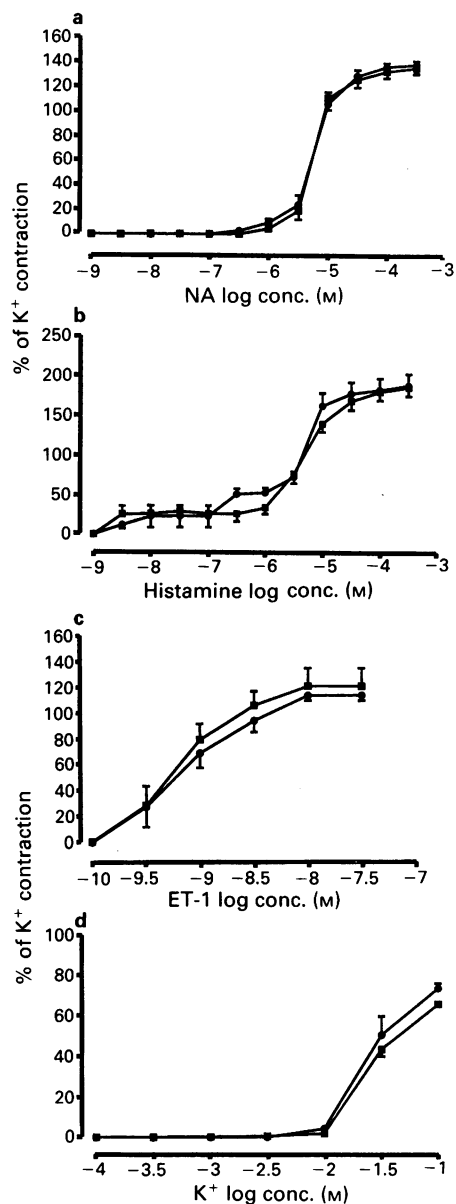 a
160
140
120
100
80
60
40
20
0
−9 −8 −7 −6 −5 −4 −3
NA log conc. (M)
% of K⁺ contraction
b
250
200
150
100
50
0
−9 −8 −7 −6 −5 −4 −3
Histamine log conc. (M)
c
160
140
120
100
80
60
40
20
0
−10 −9.5 −9 −8.5 −8 −7.5 −7
ET-1 log conc. (M)
% of K⁺ contraction
d
100
80
60
40
20
0
−4 −3.5 −3 −2.5 −2 −1.5 −1
K⁺ log conc. (M)